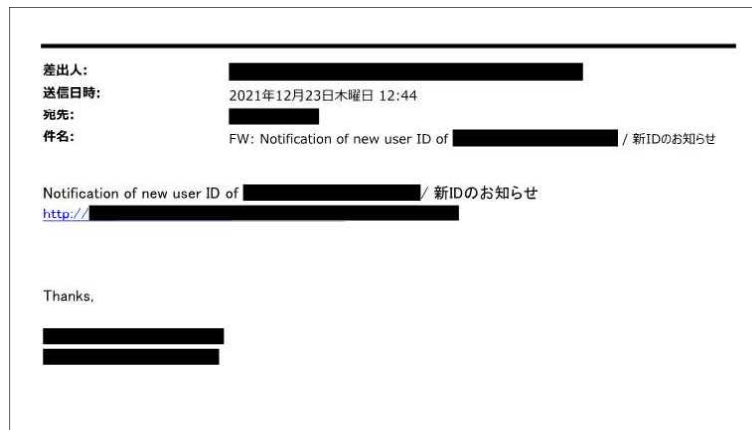 差出人:
送信日時: 2021年12月23日木曜日 12:44
宛先:
件名: FW: Notification of new user ID of / 新IDのお知らせ
Notification of new user ID of / 新IDのお知らせ
http://
Thanks,